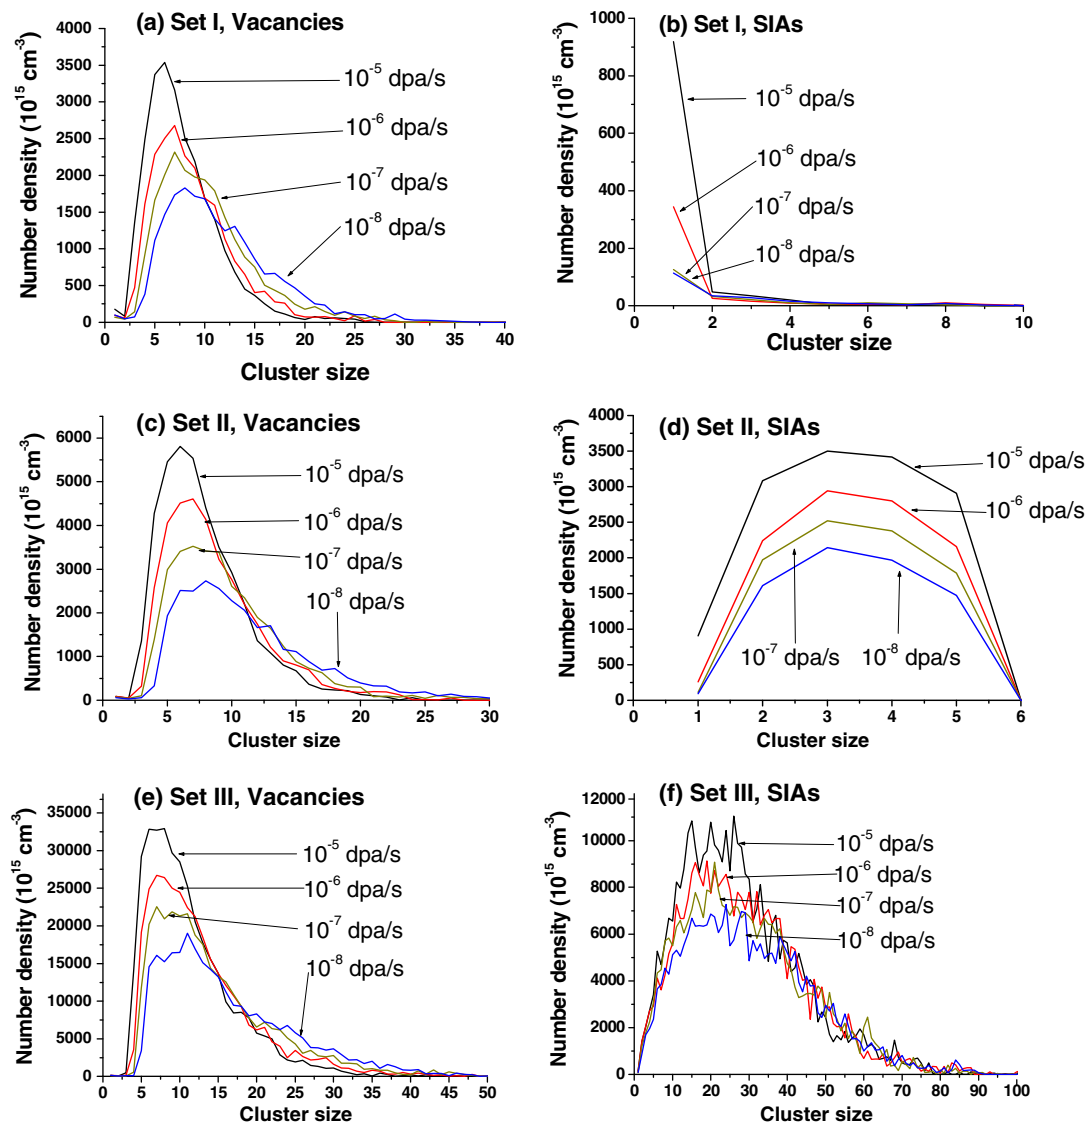 (a) Set I, Vacancies
Number density (10^15 cm^-3)
4000
3500
3000
2500
2000
1500
1000
500
0
10^-5 dpa/s
10^-6 dpa/s
10^-7 dpa/s
10^-8 dpa/s
0 5 10 15 20 25 30 35 40
Cluster size
(b) Set I, SIAs
Number density (10^15 cm^-3)
1000
800
600
400
200
0
10^-5 dpa/s
10^-6 dpa/s
10^-7 dpa/s
10^-8 dpa/s
0 2 4 6 8 10
Cluster size
(c) Set II, Vacancies
Number density (10^15 cm^-3)
6000
5000
4000
3000
2000
1000
0
10^-5 dpa/s
10^-6 dpa/s
10^-7 dpa/s
10^-8 dpa/s
0 5 10 15 20 25 30
Cluster size
(d) Set II, SIAs
Number density (10^15 cm^-3)
4000
3500
3000
2500
2000
1500
1000
500
0
10^-5 dpa/s
10^-6 dpa/s
10^-7 dpa/s
10^-8 dpa/s
0 1 2 3 4 5 6
Cluster size
(e) Set III, Vacancies
Number density (10^15 cm^-3)
35000
30000
25000
20000
15000
10000
5000
0
10^-5 dpa/s
10^-6 dpa/s
10^-7 dpa/s
10^-8 dpa/s
0 5 10 15 20 25 30 35 40 45 50
Cluster size
(f) Set III, SIAs
Number density (10^15 cm^-3)
12000
10000
8000
6000
4000
2000
0
10^-5 dpa/s
10^-6 dpa/s
10^-7 dpa/s
10^-8 dpa/s
0 10 20 30 40 50 60 70 80 90 100
Cluster size